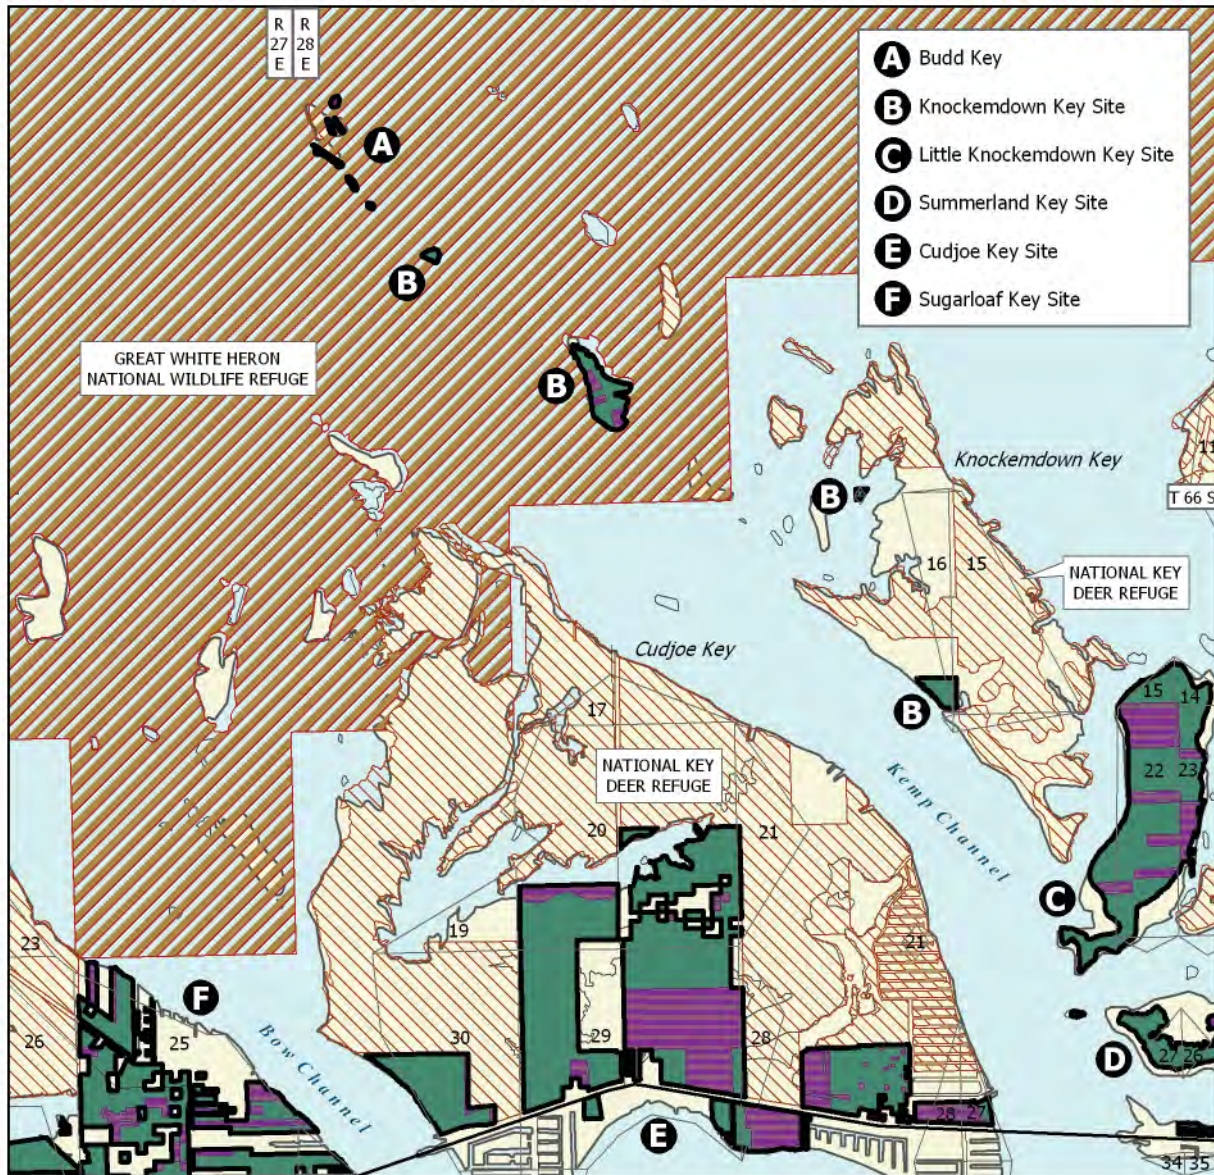 R
27
E
R
28
E
A Budd Key
B Knockemdown Key Site
C Little Knockemdown Key Site
D Summerland Key Site
E Cudjoe Key Site
F Sugarloaf Key Site
A
B
GREAT WHITE HERON
NATIONAL WILDLIFE REFUGE
B
Knockemdown Key
11
T 66 S
B
16
15
NATIONAL KEY
DEER REFUGE
Cudjoe Key
15
14
17
B
NATIONAL KEY
DEER REFUGE
Kemp Channel
22
23
20
21
C
19
23
21
F
Bow Channel
26
25
30
29
28
D
27
26
28
27
E
34
35